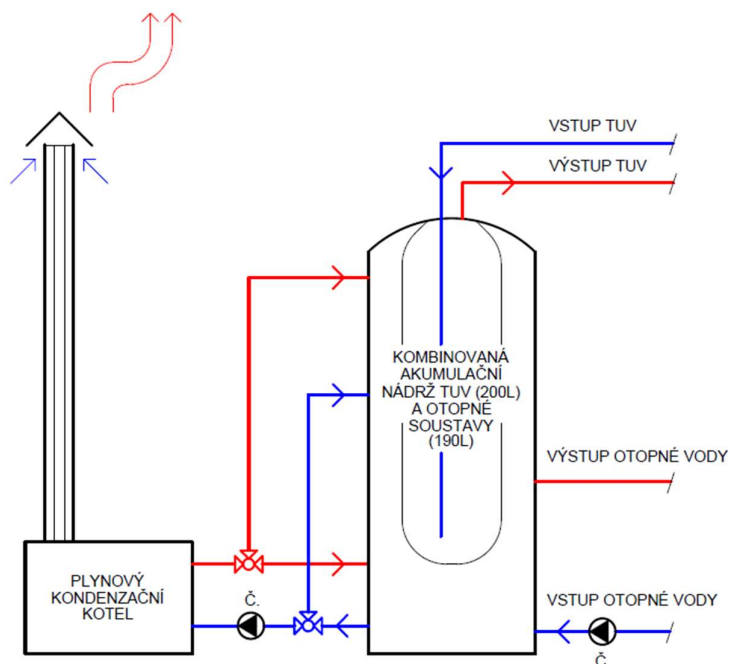 VSTUP TUV
VÝSTUP TUV
KOMBINOVANÁ
AKUMULAČNÍ
NÁDRŽ TUV (200L)
A OTOPNÉ
SOUSTAVY
(190L)
VÝSTUP OTOPNÉ VODY
PLYNOVÝ
KONDENZAČNÍ
KOTEL
Č.
VSTUP OTOPNÉ VODY
Č